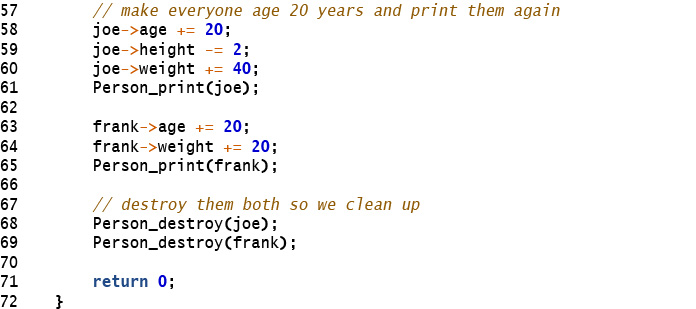 57        // make everyone age 20 years and print them again
58        joe->age += 20;
59        joe->height -= 2;
60        joe->weight += 40;
61        Person_print(joe);
62
63        frank->age += 20;
64        frank->weight += 20;
65        Person_print(frank);
66
67        // destroy them both so we clean up
68        Person_destroy(joe);
69        Person_destroy(frank);
70
71        return 0;
72    }